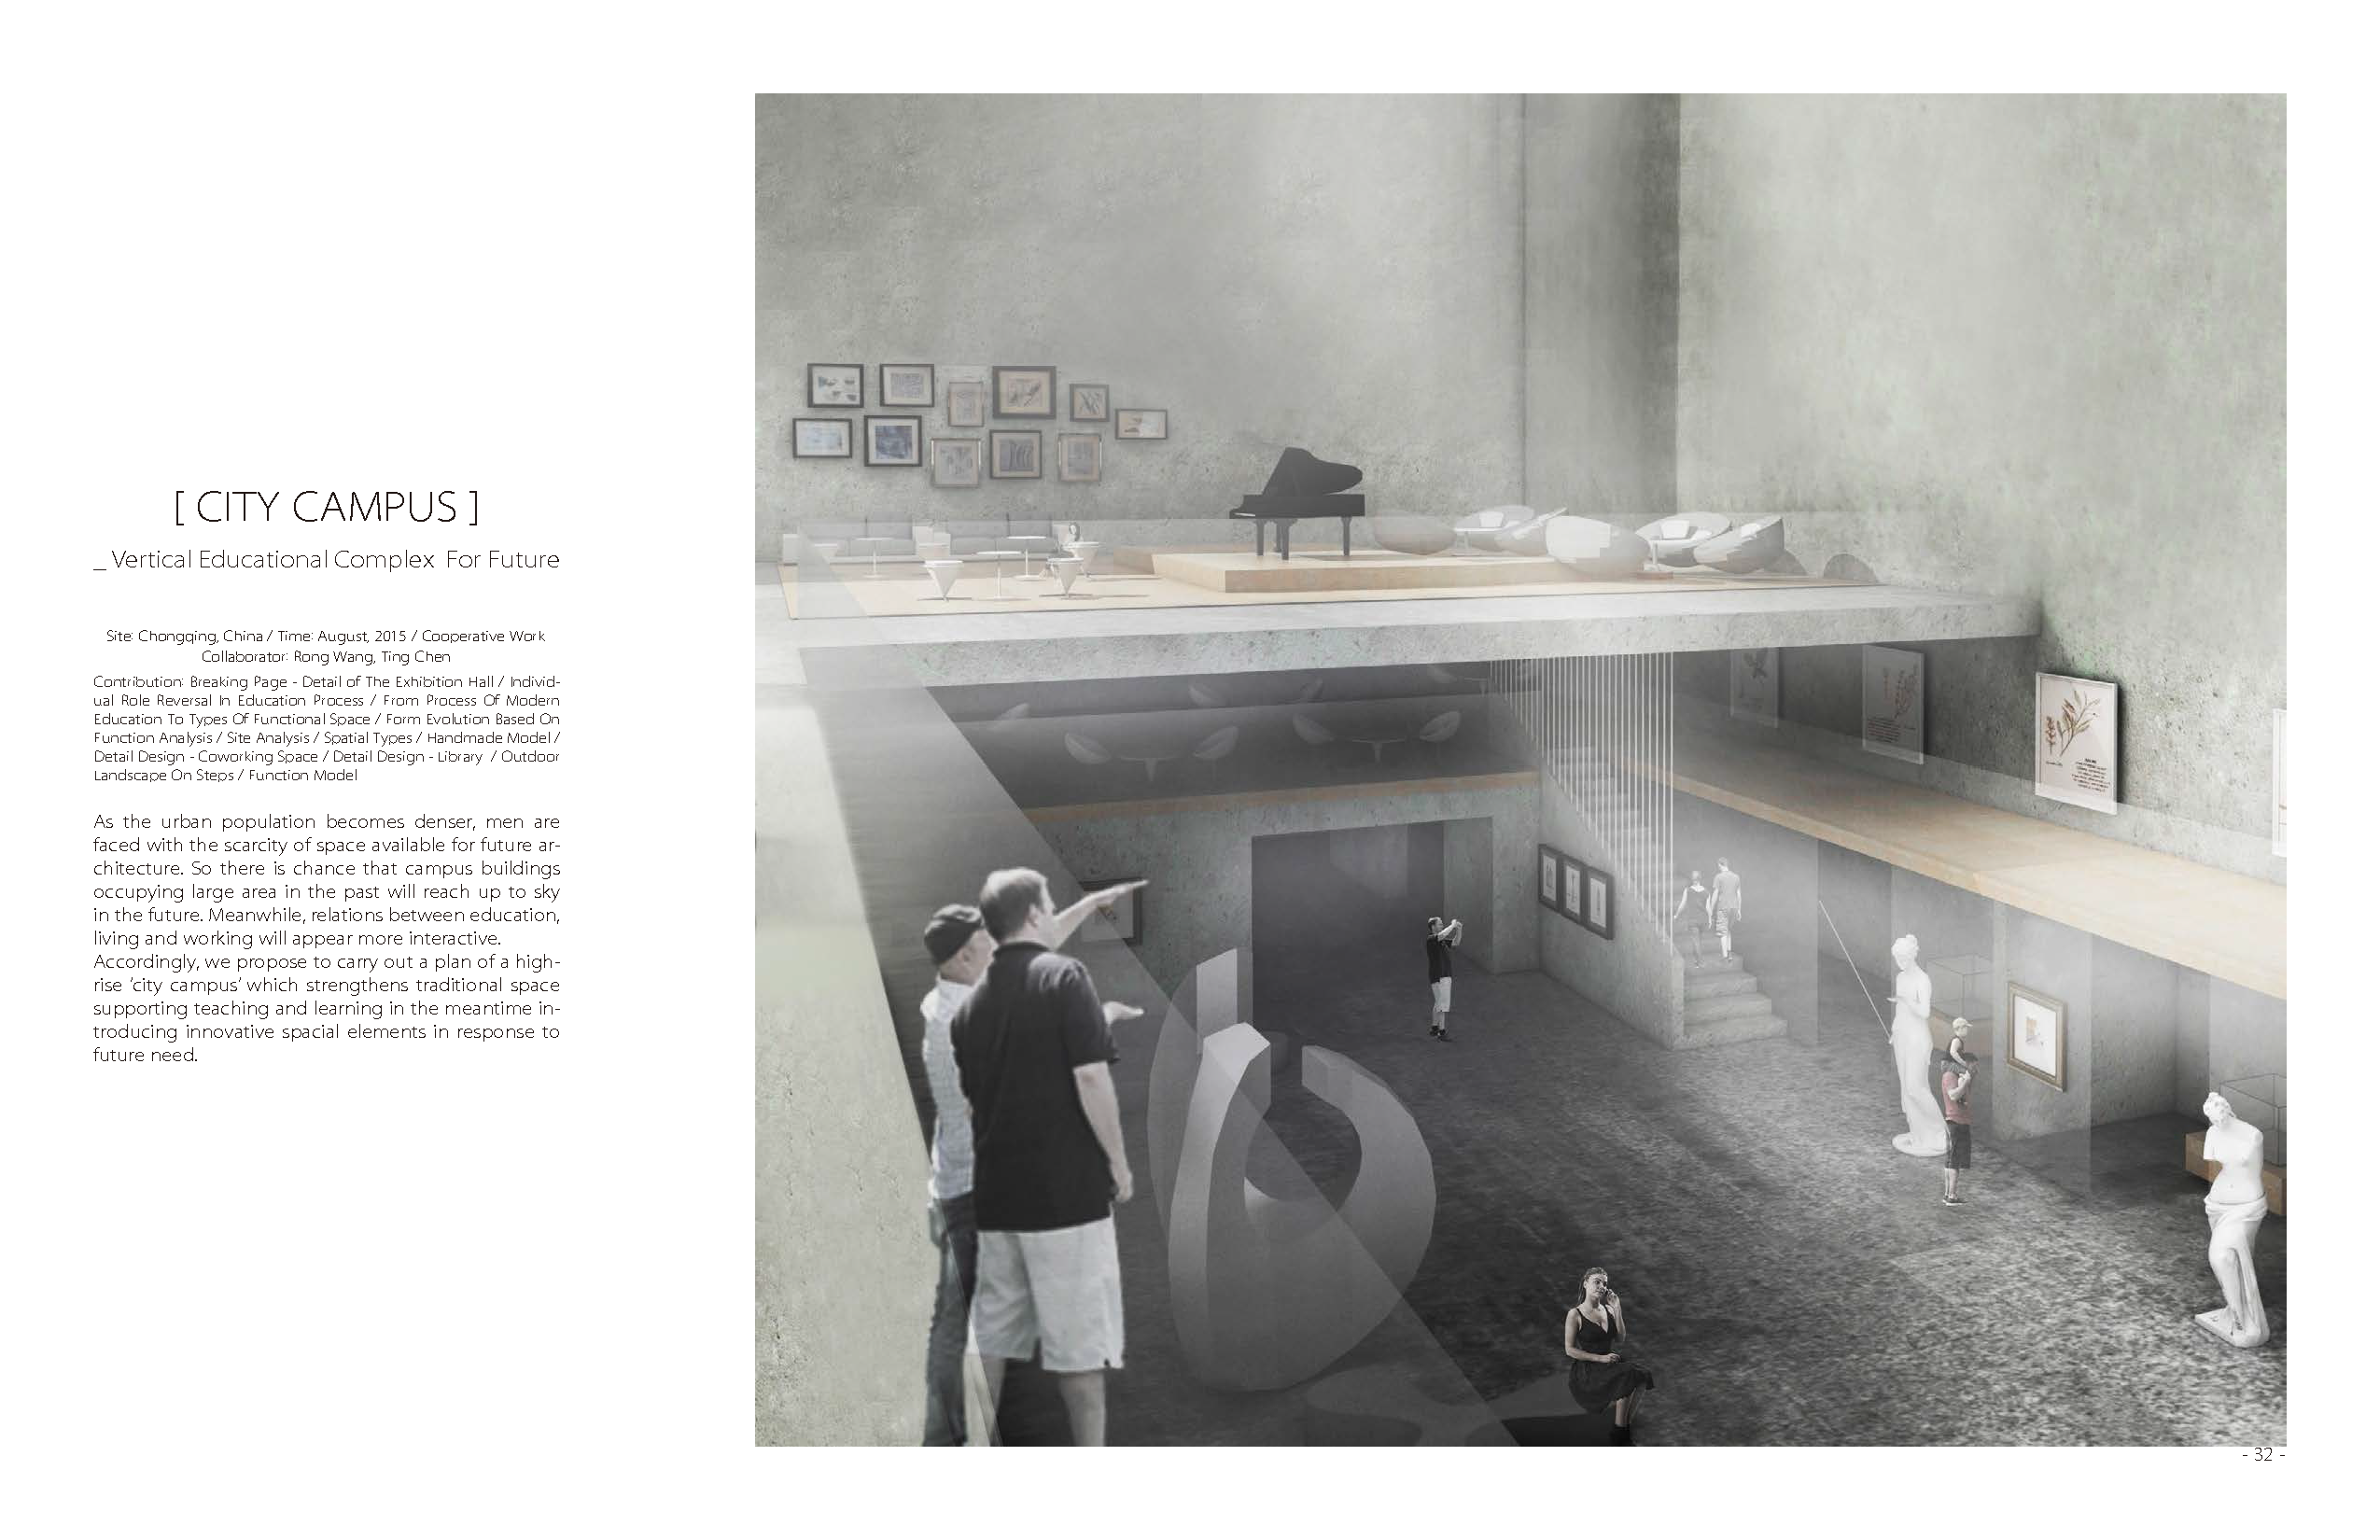 [ CITY CAMPUS ]
_ Vertical Educational Complex For Future
Site: Chongqing, China / Time: August, 2015 / Cooperative Work
Collaborator: Rong Wang, Ting Chen
Contribution: Breaking Page - Detail of The Exhibition Hall / Individ-
ual Role Reversal In Education Process / From Process Of Modern
Education To Types Of Functional Space / Form Evolution Based On
Function Analysis / Site Analysis / Spatial Types / Handmade Model /
Detail Design - Coworking Space / Detail Design - Library / Outdoor
Landscape On Steps / Function Model
As the urban population becomes denser, men are
faced with the scarcity of space available for future ar-
chitecture. So there is chance that campus buildings
occupying large area in the past will reach up to sky
in the future. Meanwhile, relations between education,
living and working will appear more interactive.
Accordingly, we propose to carry out a plan of a high-
rise 'city campus' which strengthens traditional space
supporting teaching and learning in the meantime in-
troducing innovative spacial elements in response to
future need.
- 32 -